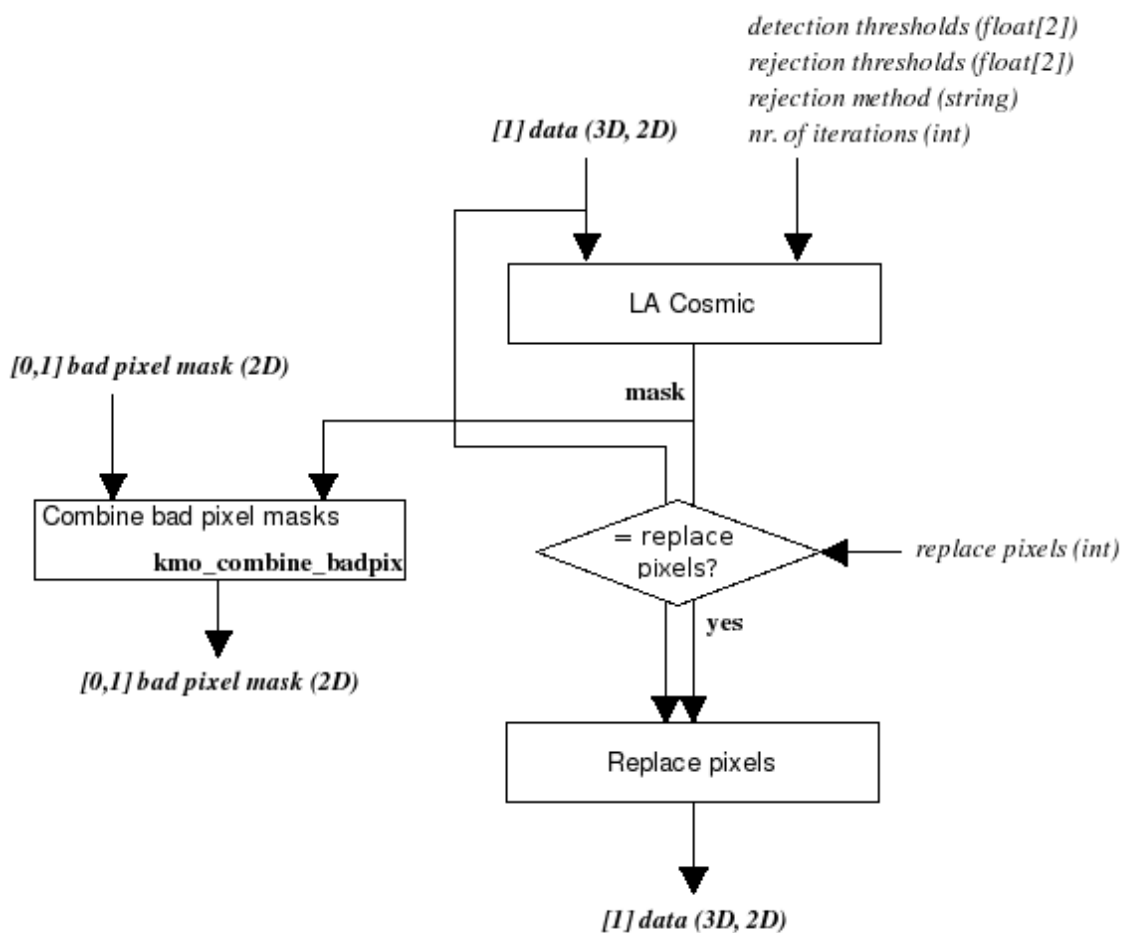 detection thresholds (float[2])
rejection thresholds (float[2])
rejection method (string)
nr. of iterations (int)
[1] data (3D, 2D)
LA Cosmic
[0,1] bad pixel mask (2D)
mask
Combine bad pixel masks
kmo_combine_badpix
= replace
pixels?
replace pixels (int)
yes
[0,1] bad pixel mask (2D)
Replace pixels
[1] data (3D, 2D)